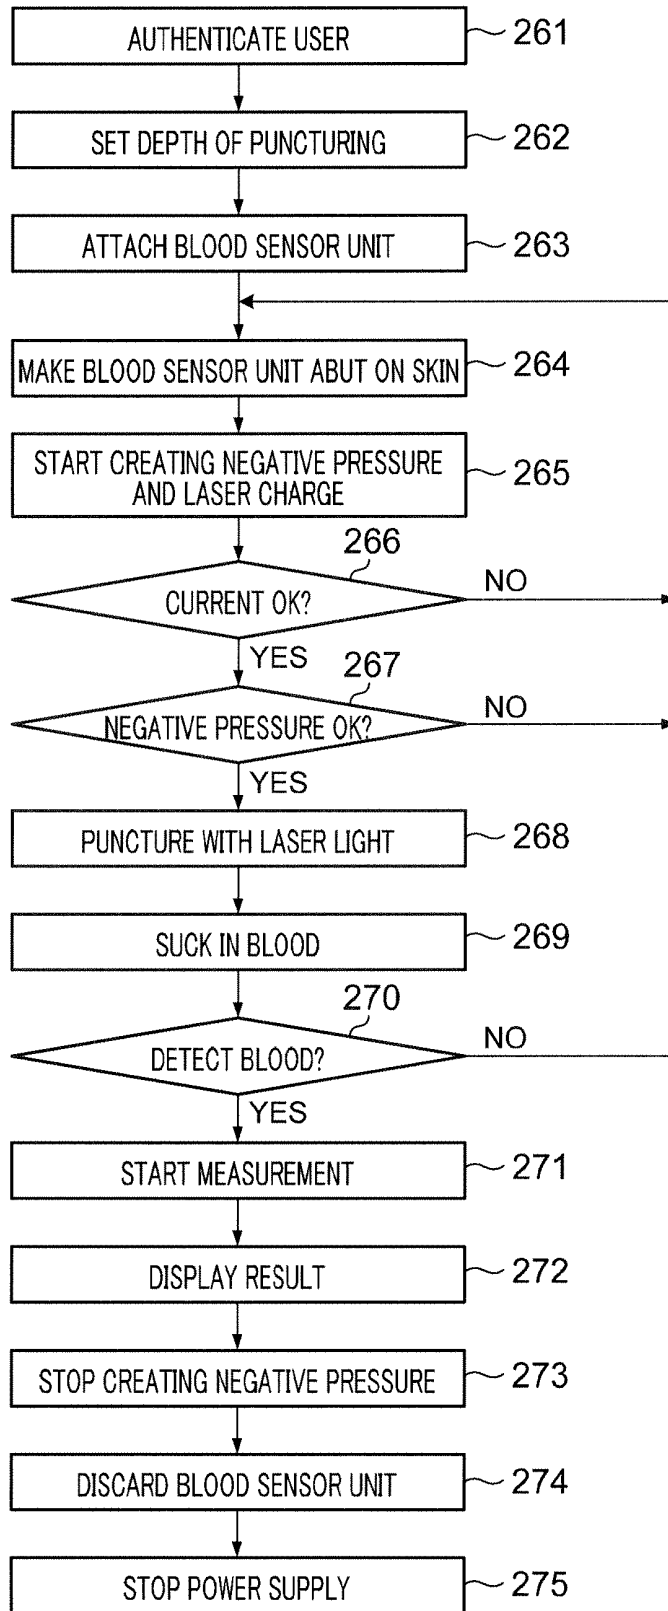 AUTHENTICATE USER 261
SET DEPTH OF PUNCTURING 262
ATTACH BLOOD SENSOR UNIT 263
MAKE BLOOD SENSOR UNIT ABUT ON SKIN 264
START CREATING NEGATIVE PRESSURE
AND LASER CHARGE 265
266
CURRENT OK? NO
YES
267
NEGATIVE PRESSURE OK? NO
YES
PUNCTURE WITH LASER LIGHT 268
SUCK IN BLOOD 269
270
DETECT BLOOD? NO
YES
START MEASUREMENT 271
DISPLAY RESULT 272
STOP CREATING NEGATIVE PRESSURE 273
DISCARD BLOOD SENSOR UNIT 274
STOP POWER SUPPLY 275